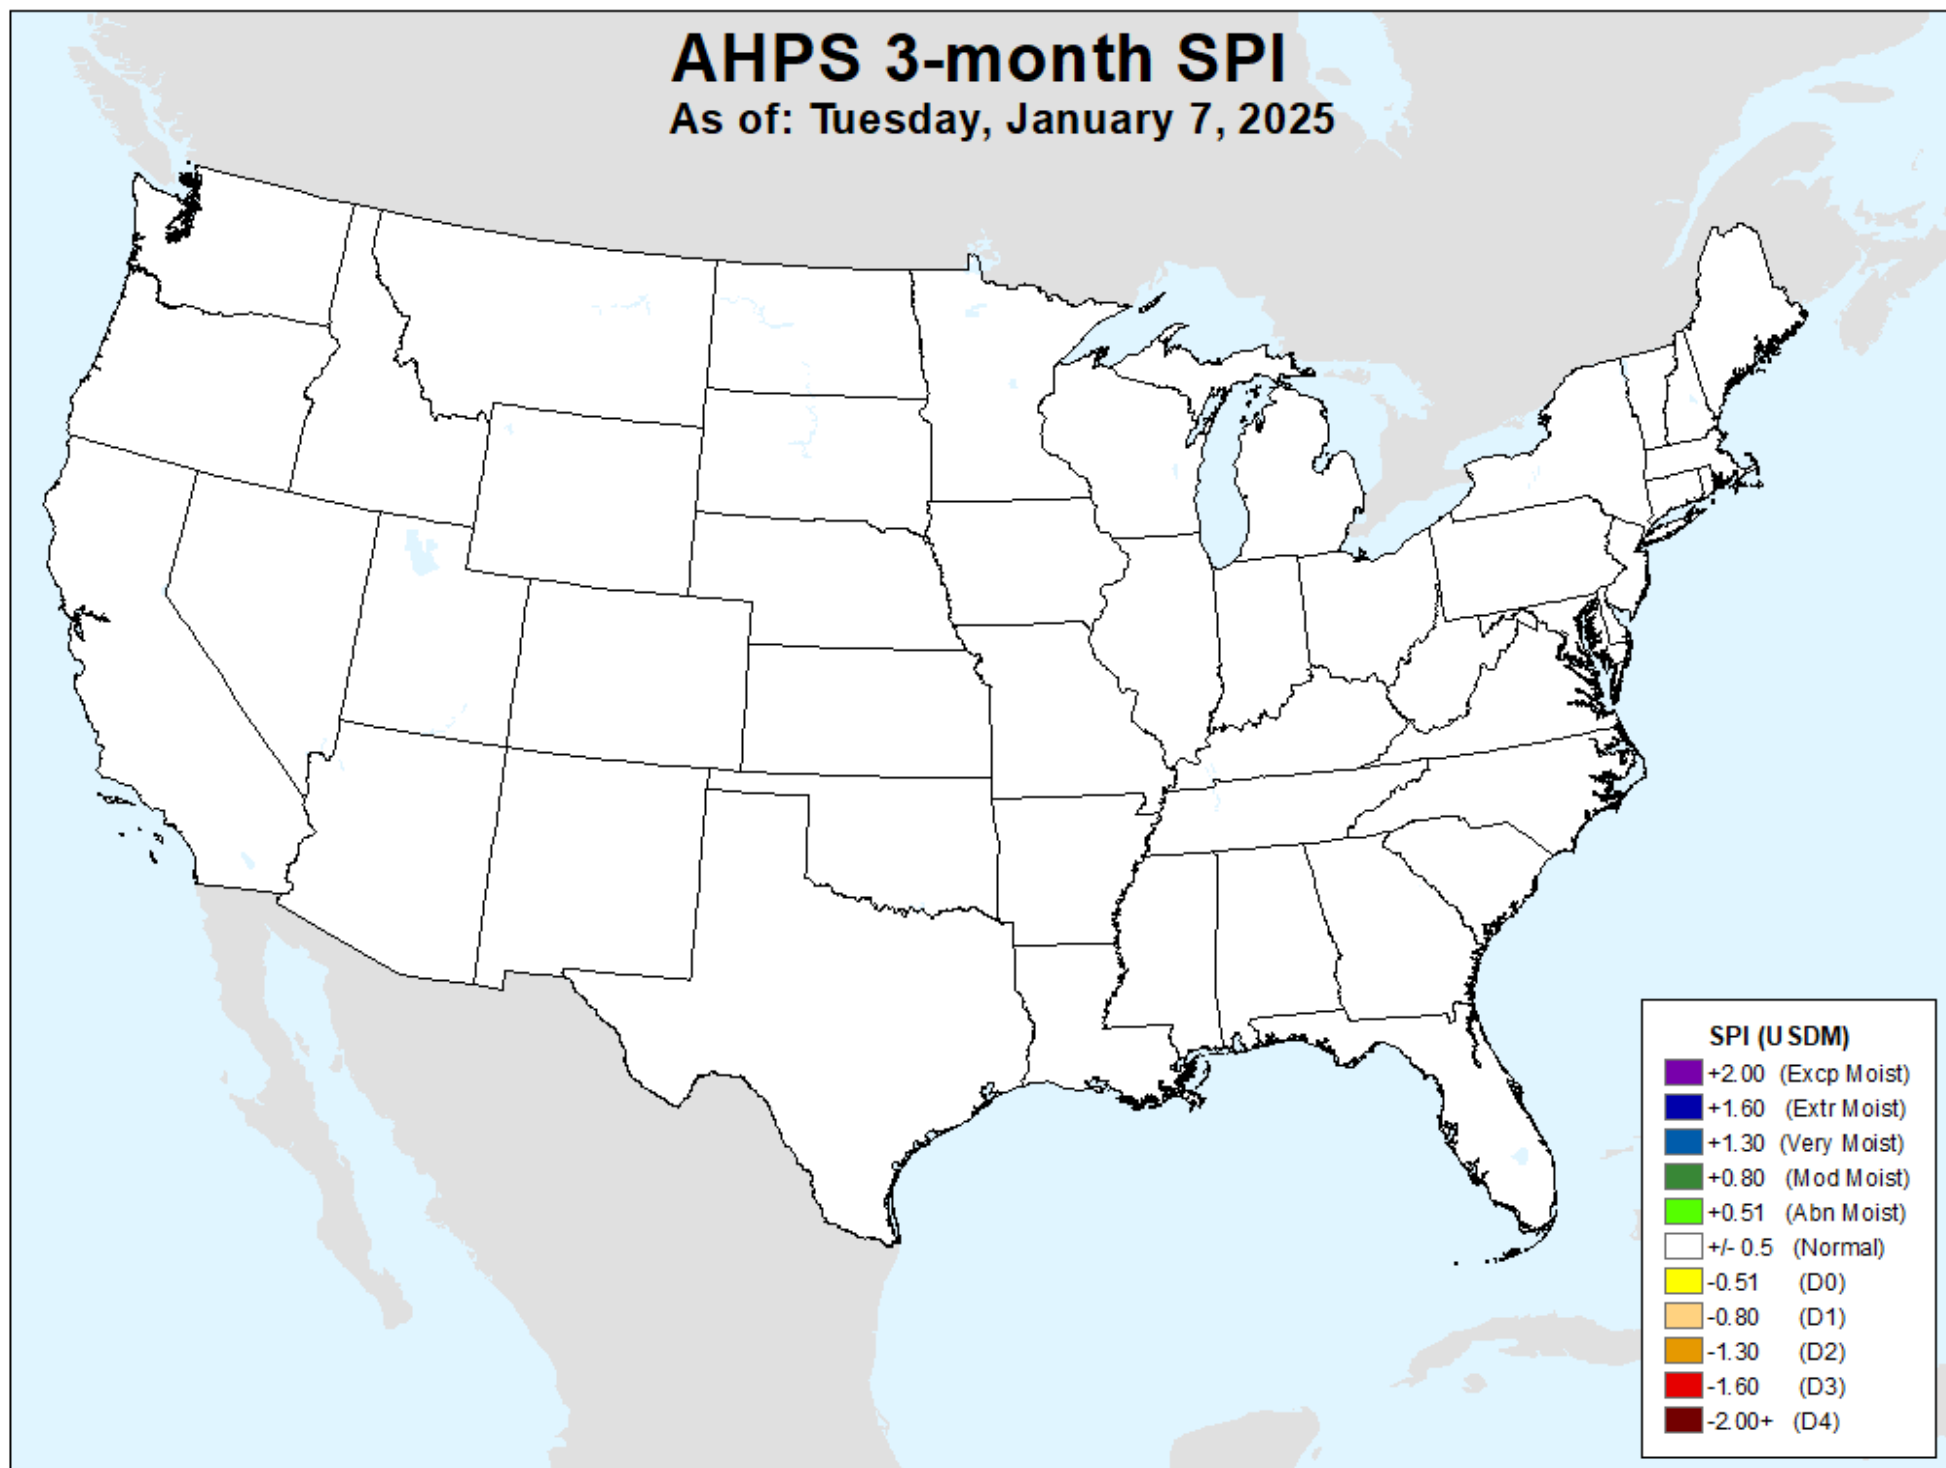 AHPS 3-month SPI
As of: Tuesday, January 7, 2025
SPI (USDM)
+2.00 (Excp Moist)
+1.60 (Extr Moist)
+1.30 (Very Moist)
+0.80 (Mod Moist)
+0.51 (Abn Moist)
+/- 0.5 (Normal)
-0.51 (D0)
-0.80 (D1)
-1.30 (D2)
-1.60 (D3)
-2.00+ (D4)